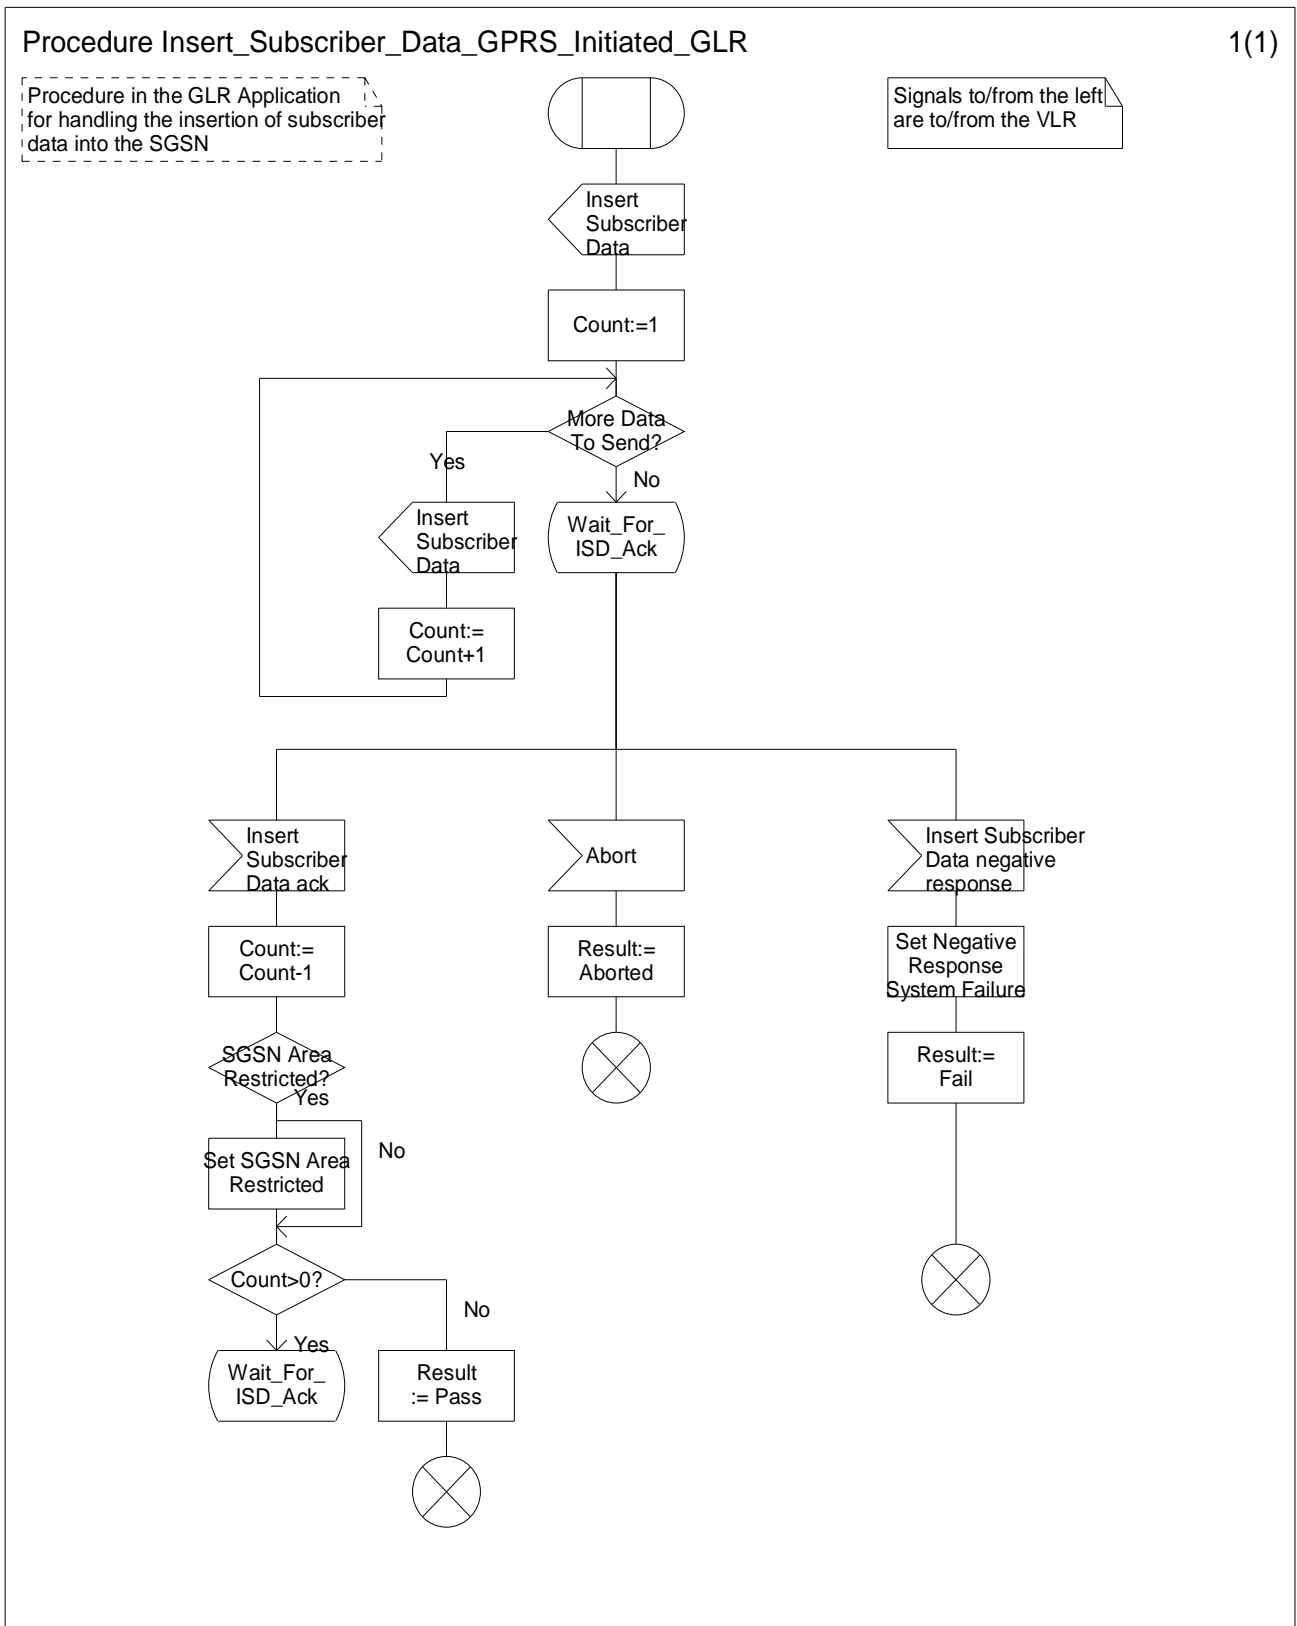 Procedure Insert_Subscriber_Data_GPRS_Initiated_GLR
1(1)
Procedure in the GLR Application
for handling the insertion of subscriber
data into the SGSN
Signals to/from the left
are to/from the VLR
Insert
Subscriber
Data
Count:=1
More Data
To Send?
Yes
No
Insert
Subscriber
Data
Wait_For_
ISD_Ack
Count:=
Count+1
Insert
Subscriber
Data ack
Abort
Insert Subscriber
Data negative
response
Count:=
Count-1
Result:=
Aborted
Set Negative
Response
System Failure
SGSN Area
Restricted?
Yes
Result:=
Fail
No
Set SGSN Area
Restricted
Count>0?
No
Yes
Wait_For_
ISD_Ack
Result
:= Pass